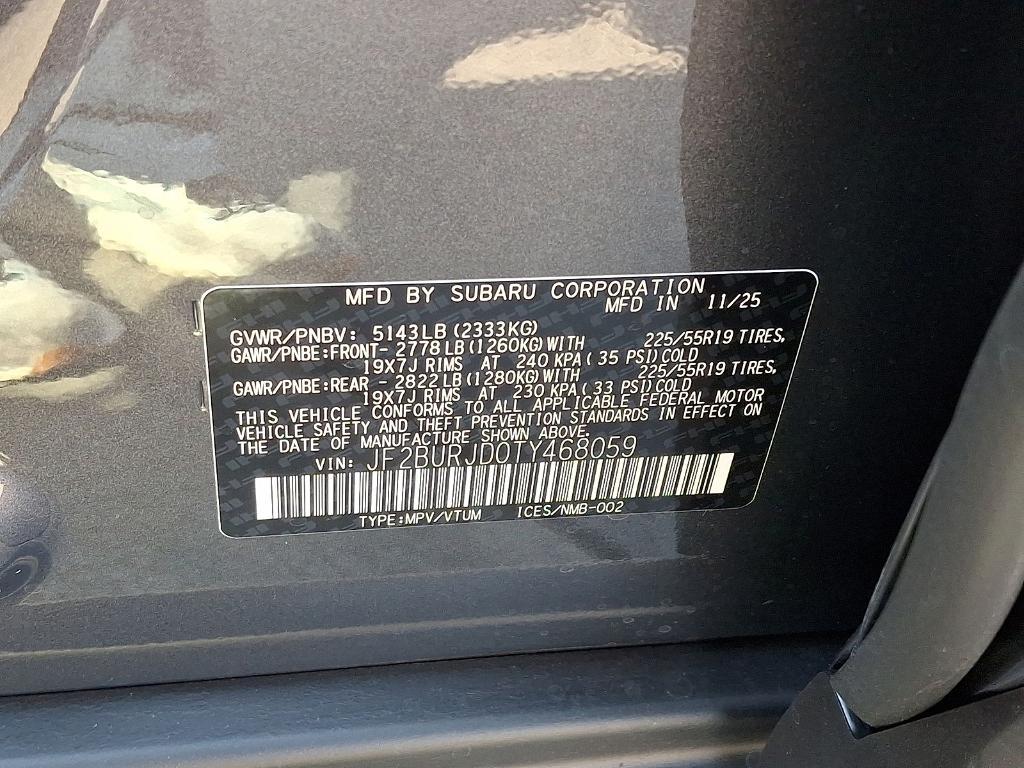 MFD BY SUBARU CORPORATION
MFD IN 11/25
GVWR/PNBV: 5143LB(2333KG)
GAWR/PNBE:FRONT- 2778LB(1260KG)WITH 225/55R19 TIRES,
19X7J RIMS AT 240 KPA( 35 PSI)COLD
GAWR/PNBE:REAR - 2822LB(1280KG)WITH 225/55R19 TIRES,
19X7J RIMS AT 230 KPA( 33 PSI)COLD
THIS VEHICLE CONFORMS TO ALL APPLICABLE FEDERAL MOTOR
VEHICLE SAFETY AND THEFT PREVENTION STANDARDS IN EFFECT ON
THE DATE OF MANUFACTURE SHOWN ABOVE.
VIN: JF2BURJD0TY468059
TYPE:MPV/VTUM ICES/NMB-002